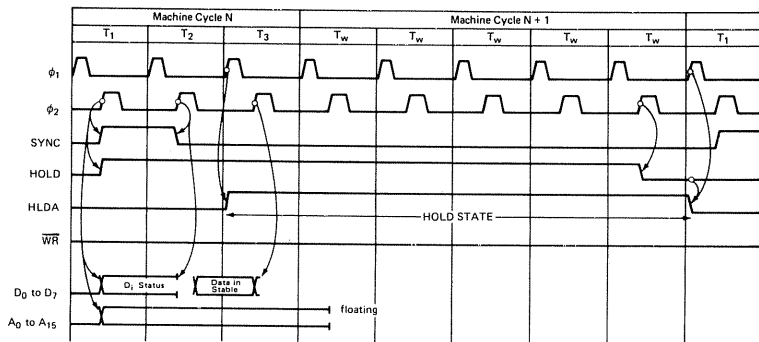 Machine Cycle N
Machine Cycle N + 1
T1 T2 T3 Tw Tw Tw Tw Tw T1
ϕ1
ϕ2
SYNC
HOLD
HLDA
HOLD STATE
WR
D0 to D7
Di Status
Data in
Stable
A0 to A15
floating